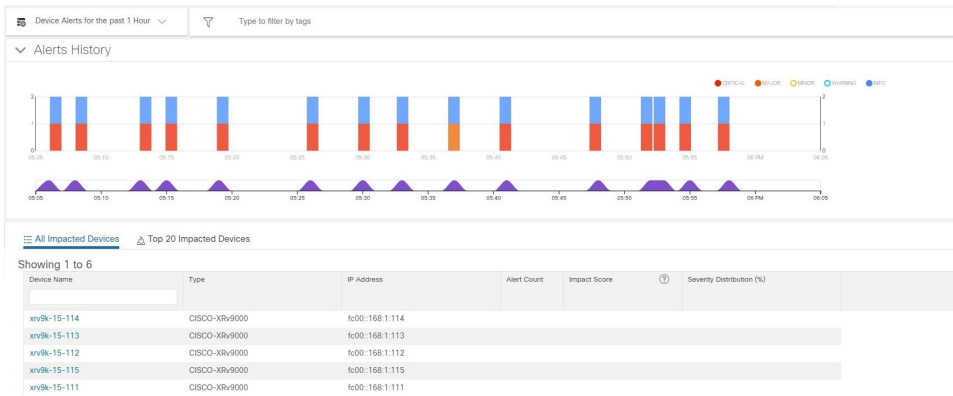 Device Alerts for the past 1 Hour Type to filter by tags
Alerts History
CRITICAL MAJOR MINOR WARNING INFO
2 2
1 1
0 0
05:05 05:10 05:15 05:20 05:25 05:30 05:35 05:40 05:45 05:50 05:55 06 PM 06:05
05:05 05:10 05:15 05:20 05:25 05:30 05:35 05:40 05:45 05:50 05:55 06 PM 06:05
All Impacted Devices Top 20 Impacted Devices
Showing 1 to 6
Device Name Type IP Address Alert Count Impact Score ? Severity Distribution (%)
xrv9k-15-114 CISCO-XRv9000 fc00::168:1:114
xrv9k-15-113 CISCO-XRv9000 fc00::168:1:113
xrv9k-15-112 CISCO-XRv9000 fc00::168:1:112
xrv9k-15-115 CISCO-XRv9000 fc00::168:1:115
xrv9k-15-111 CISCO-XRv9000 fc00::168:1:111